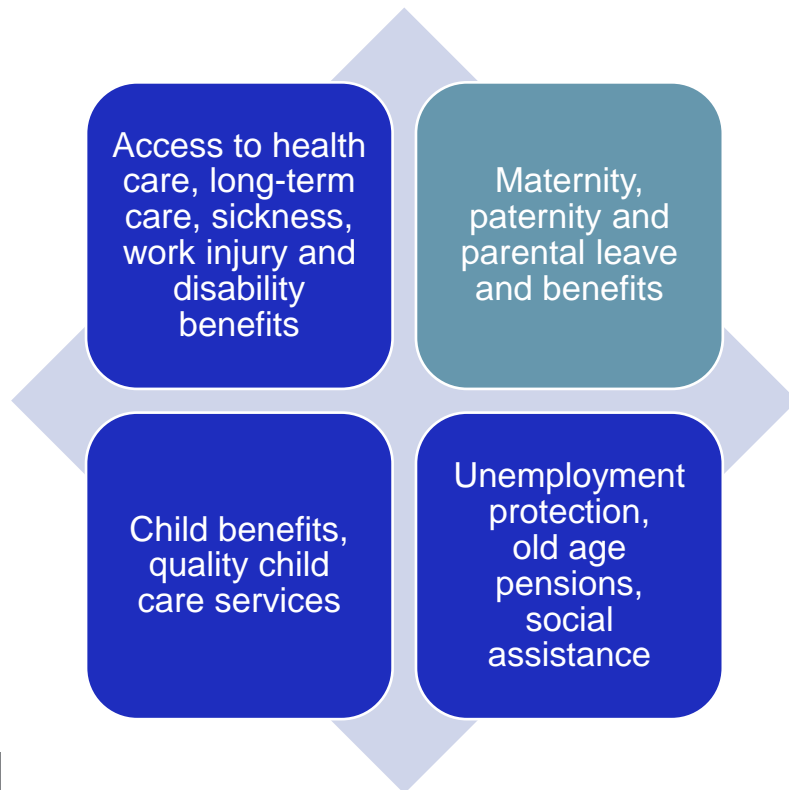 Access to health
care, long-term
care, sickness,
work injury and
disability
benefits
Maternity,
paternity and
parental leave
and benefits
Child benefits,
quality child
care services
Unemployment
protection,
old age
pensions,
social
assistance